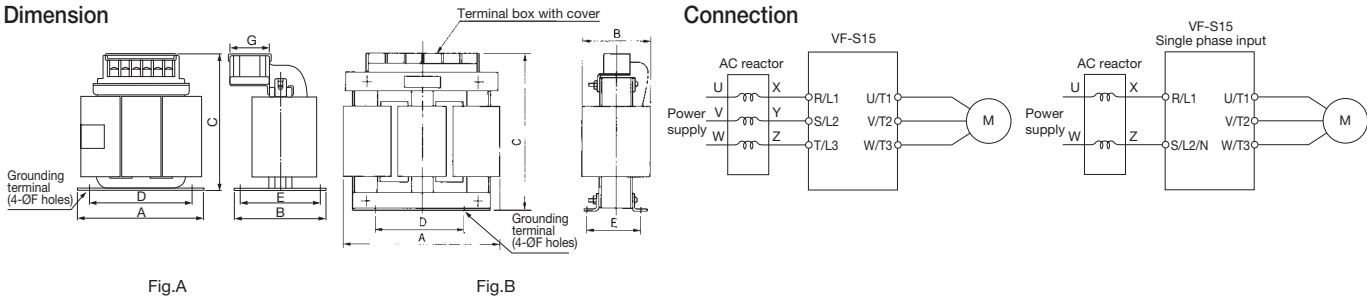 Dimension
Terminal box with cover
G
C
Grounding
terminal
(4-ØF holes)
D
A
E
B
B
C
D
A
Grounding
terminal
(4-ØF holes)
E
Fig.A
Fig.B
Connection
VF-S15
AC reactor
U
X
R/L1
U/T1
Power
supply
V
Y
S/L2
V/T2
M
W
Z
T/L3
W/T3
VF-S15
Single phase input
AC reactor
U
X
R/L1
U/T1
Power
supply
V/T2
M
W
Z
S/L2/N
W/T3